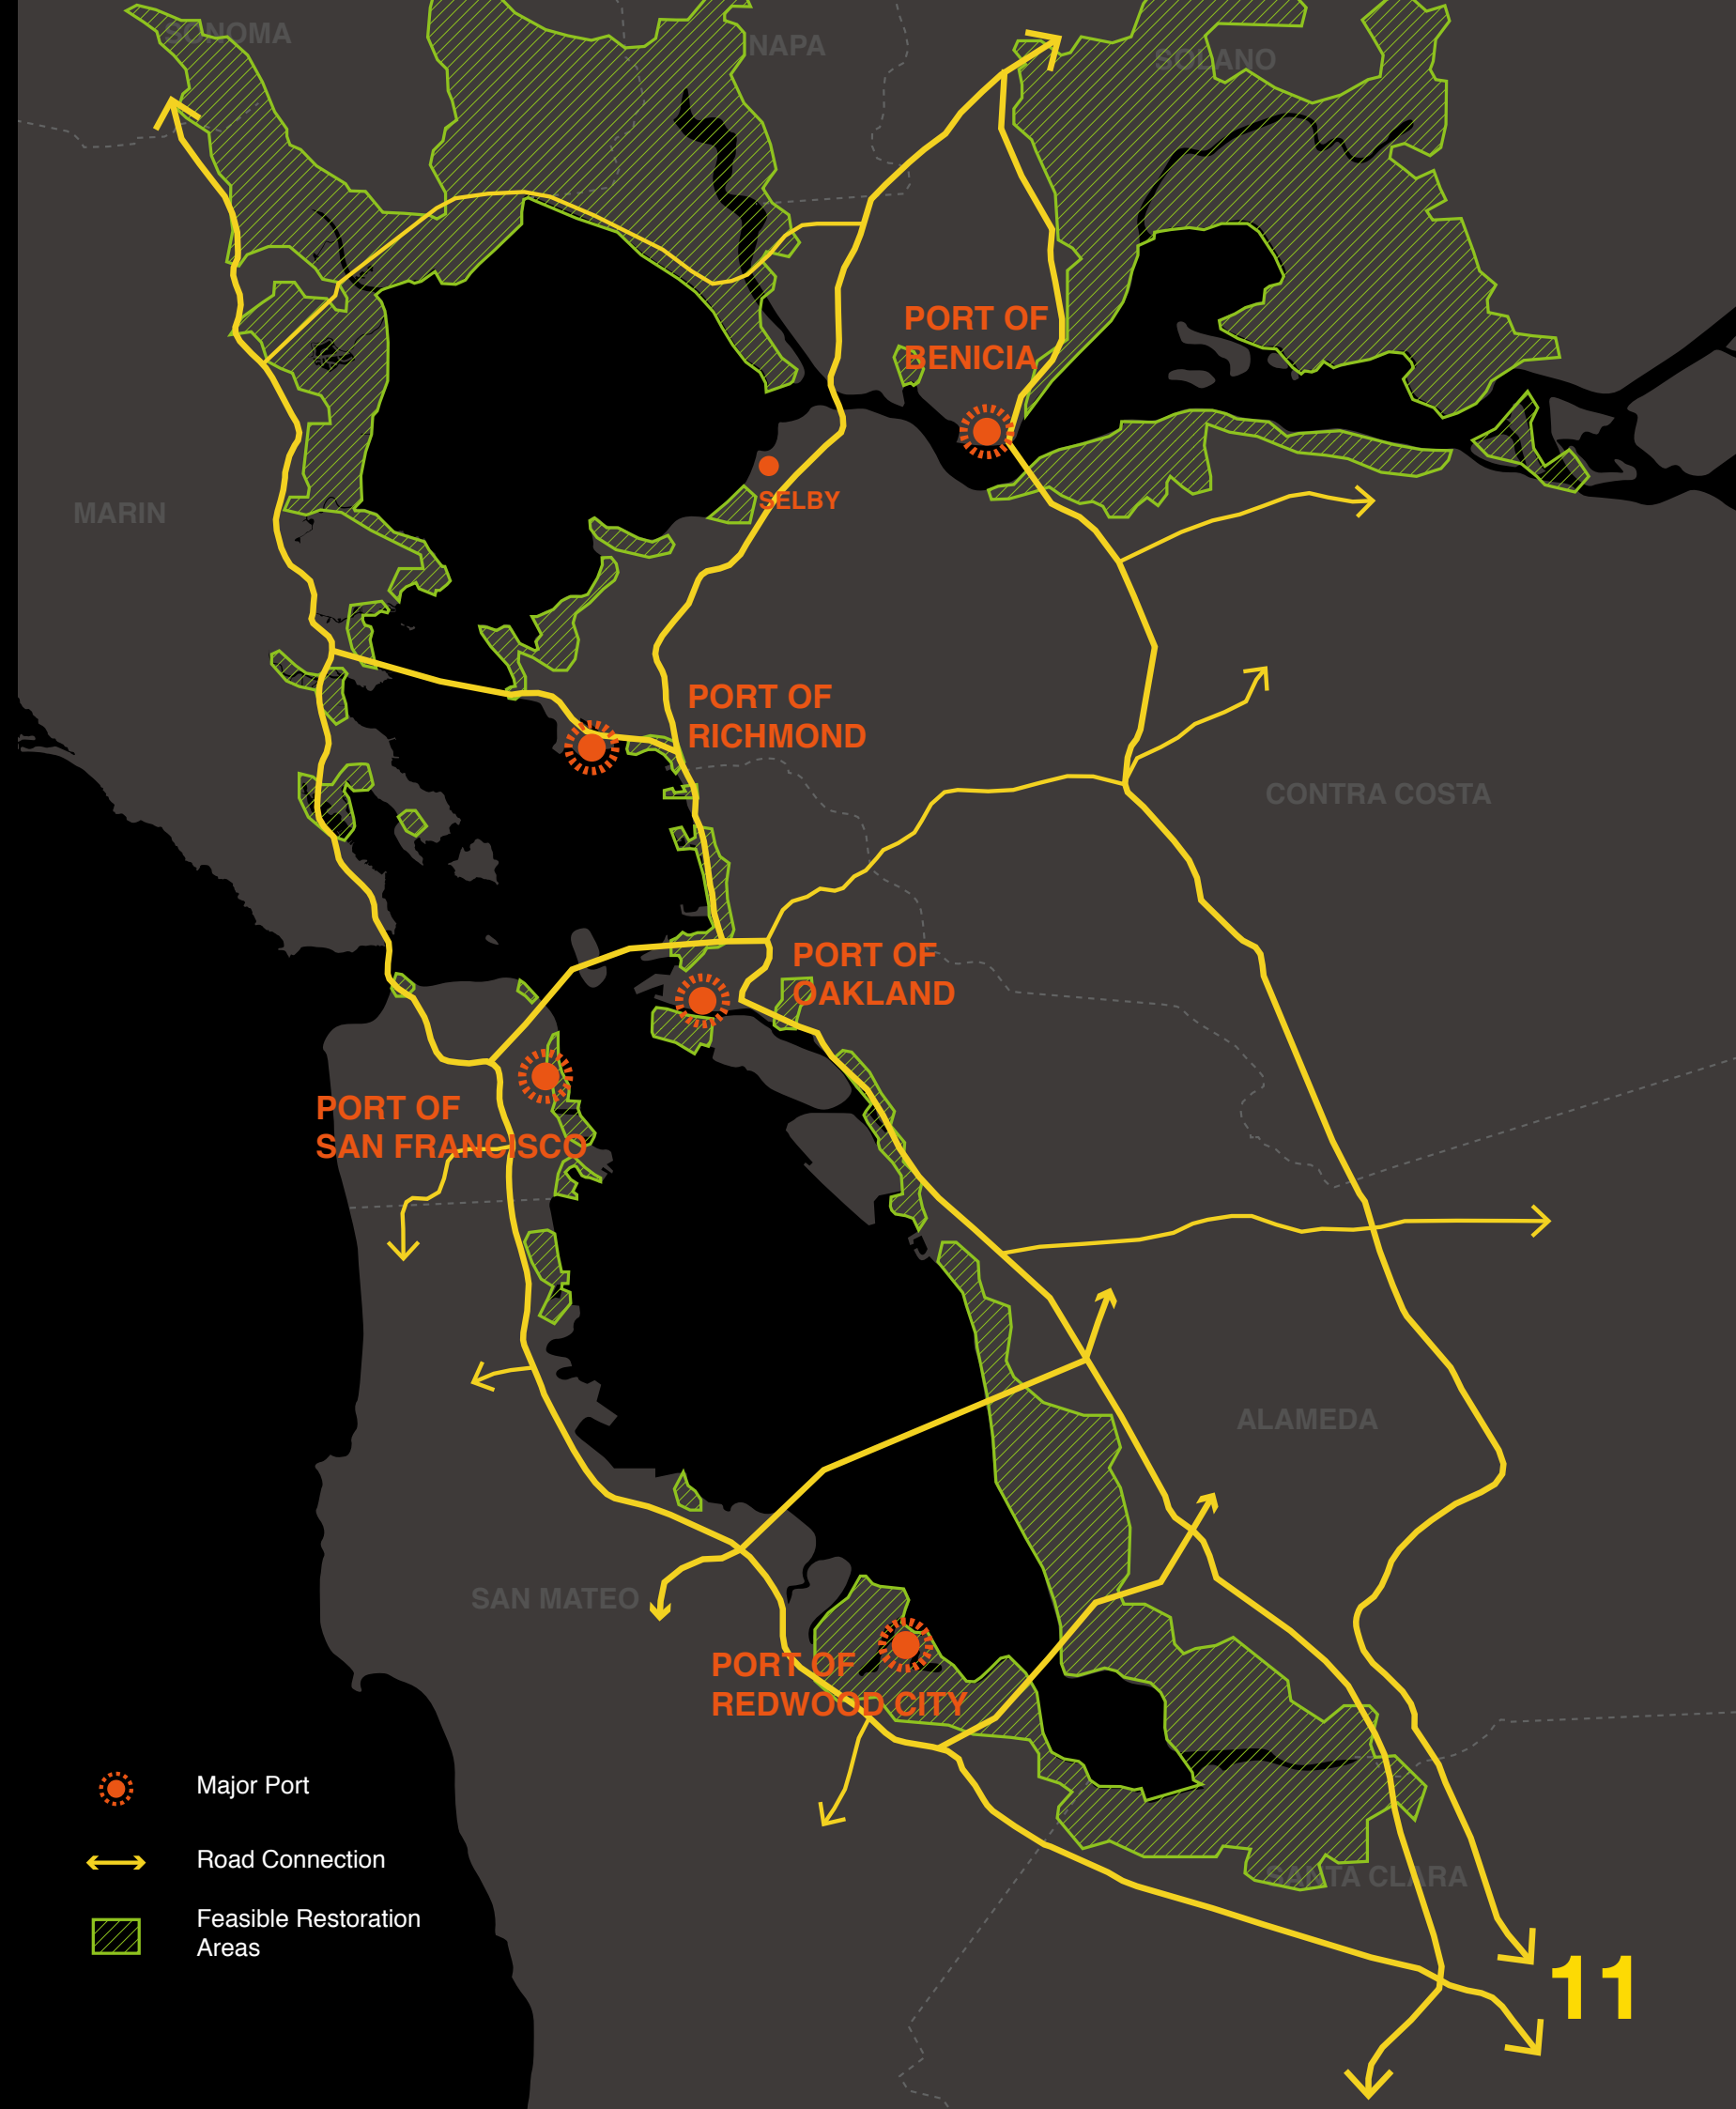 SONOMA
NAPA
SOLANO
PORT OF
BENICIA
SELBY
MARIN
PORT OF
RICHMOND
CONTRA COSTA
PORT OF
OAKLAND
PORT OF
SAN FRANCISCO
ALAMEDA
SAN MATEO
PORT OF
REDWOOD CITY
Major Port
Road Connection
SANTA CLARA
Feasible Restoration
Areas
11